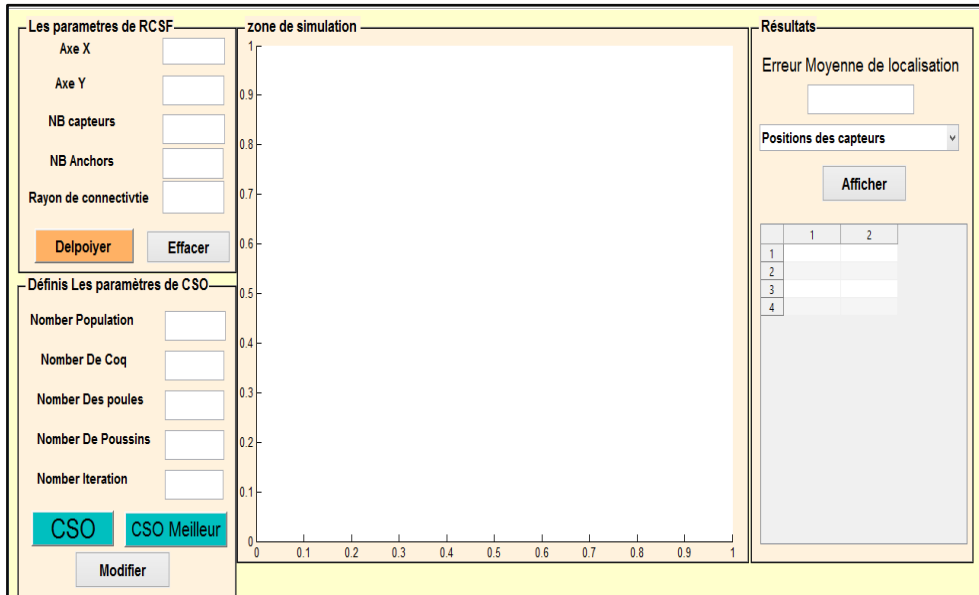 Les parametres de RCSF
Axe X
Axe Y
NB capteurs
NB Anchors
Rayon de connectivtie
Delpoiyer
Effacer
Définis Les paramètres de CSO
Nomber Population
Nomber De Coq
Nomber Des poules
Nomber De Poussins
Nomber Iteration
CSO
CSO Meilleur
Modifier
zone de simulation
1
0.9
0.8
0.7
0.6
0.5
0.4
0.3
0.2
0.1
0
0 0.1 0.2 0.3 0.4 0.5 0.6 0.7 0.8 0.9 1
Résultats
Erreur Moyenne de localisation
Positions des capteurs
Afficher
1 2
1
2
3
4